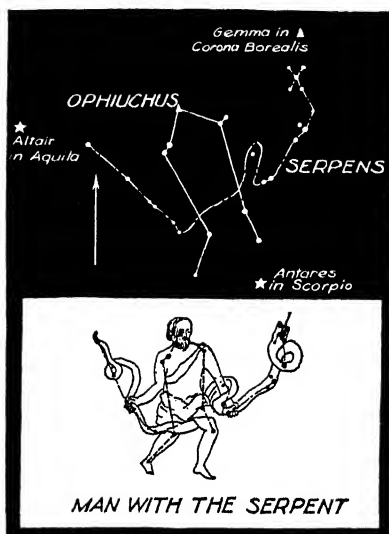 Gemma in
Corona Borealis
OPHIUCHUS
Altair
in Aquila
SERPENS
Antares
in Scorpio
MAN WITH THE SERPENT